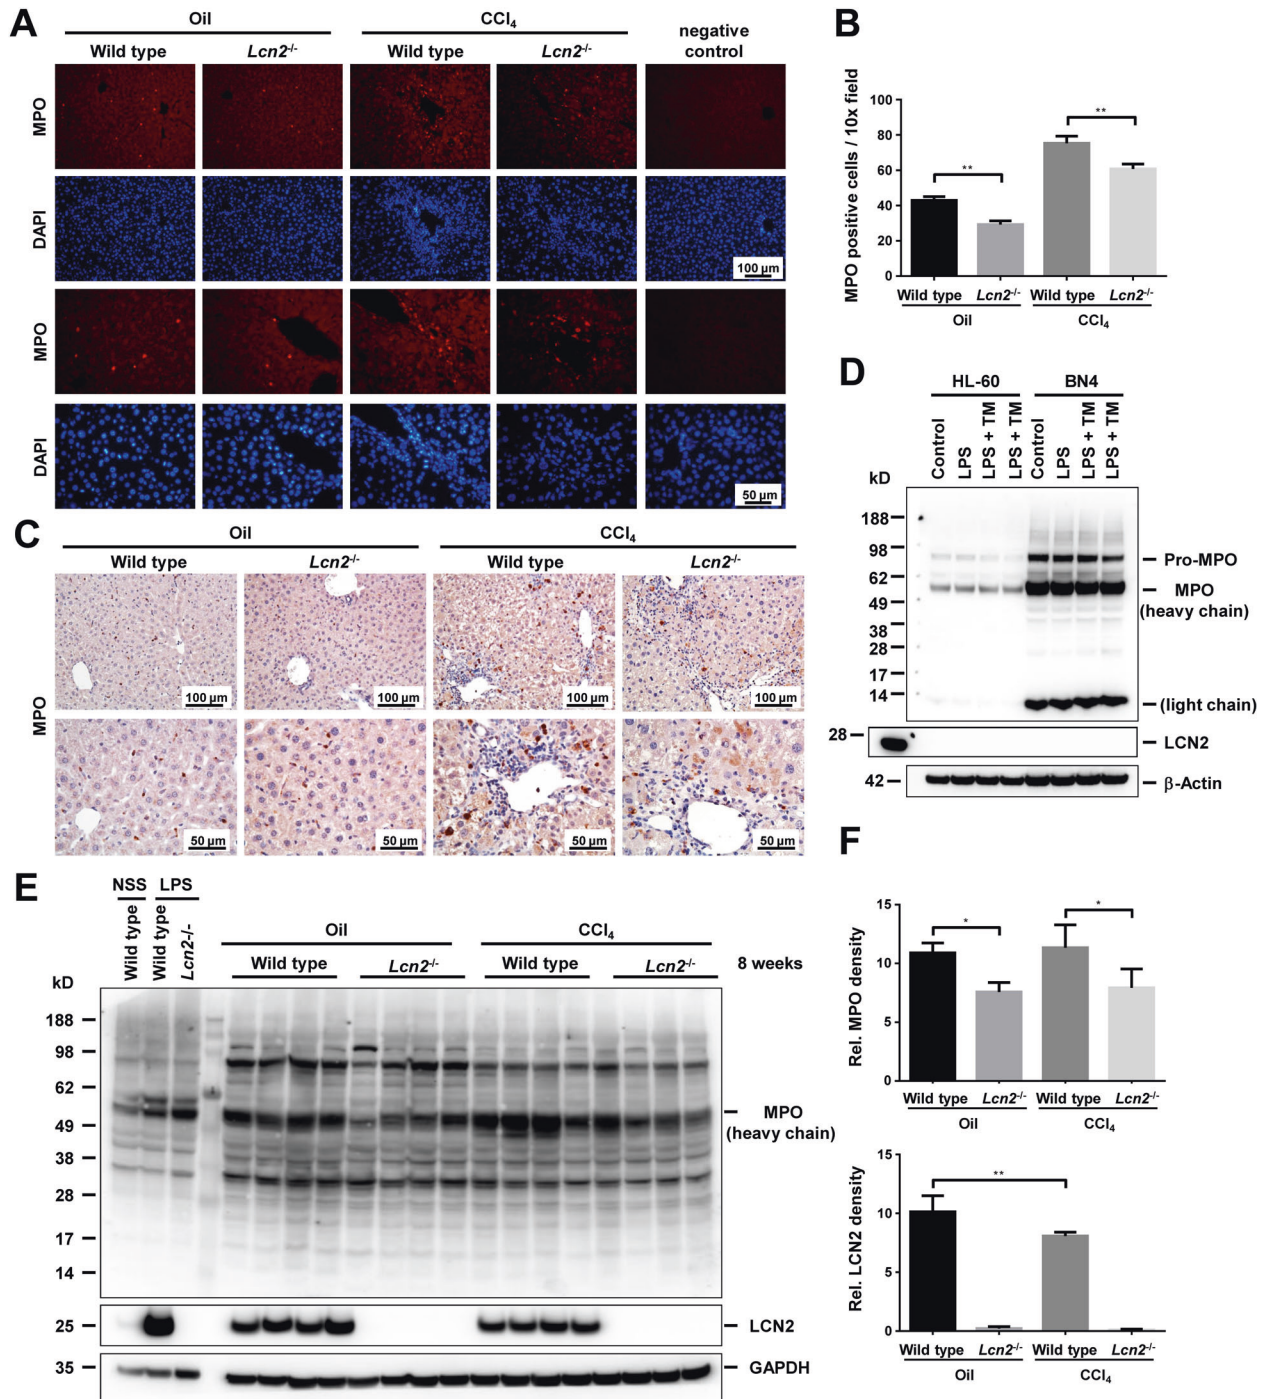 A
Oil
CCl4
Wild type
Lcn2-/-
Wild type
Lcn2-/-
negative
control
MPO
DAPI
100 µm
MPO
DAPI
50 µm
B
MPO positive cells / 10x field
100
80
60
40
20
0
**
**
Wild type
Lcn2-/-
Wild type
Lcn2-/-
Oil
CCl4
C
Oil
CCl4
Wild type
Lcn2-/-
Wild type
Lcn2-/-
MPO
100 µm
100 µm
100 µm
100 µm
50 µm
50 µm
50 µm
50 µm
D
HL-60
BN4
Control
LPS
LPS + TM
LPS + TM
Control
LPS
LPS + TM
LPS + TM
kD
188
98
62
49
38
28
17
14
Pro-MPO
MPO
(heavy chain)
(light chain)
28
LCN2
42
β-Actin
E
NSS
LPS
Wild type
Wild type
Lcn2-/-
Oil
CCl4
Wild type
Lcn2-/-
Wild type
Lcn2-/-
8 weeks
kD
188
98
62
49
38
28
17
14
MPO
(heavy chain)
25
LCN2
35
GAPDH
F
Rel. MPO density
15
10
5
0
*
*
Wild type
Lcn2-/-
Wild type
Lcn2-/-
Oil
CCl4
Rel. LCN2 density
15
10
5
0
**
Wild type
Lcn2-/-
Wild type
Lcn2-/-
Oil
CCl4